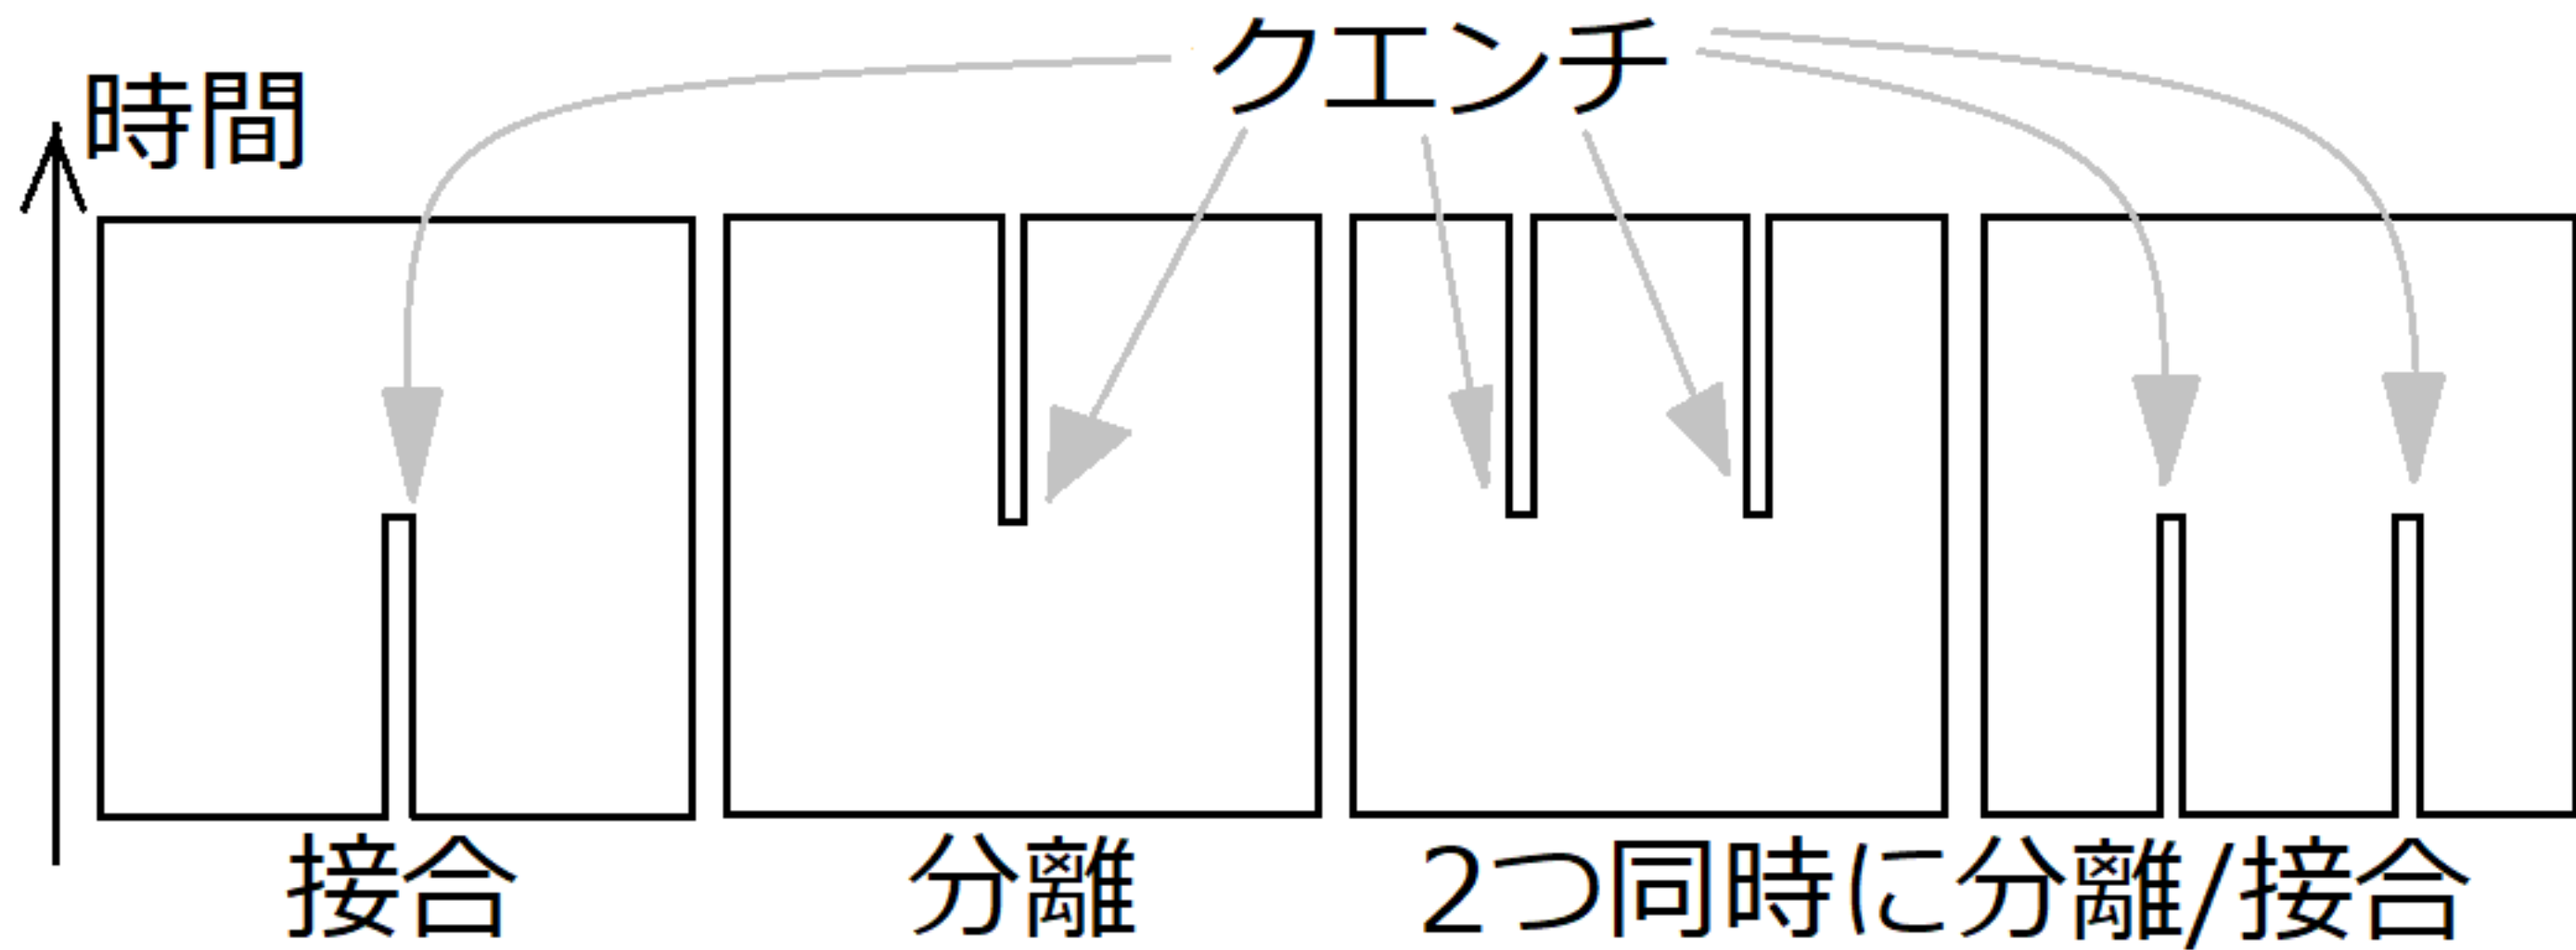 クエンチ
時間
接合
分離
2つ同時に分離/接合